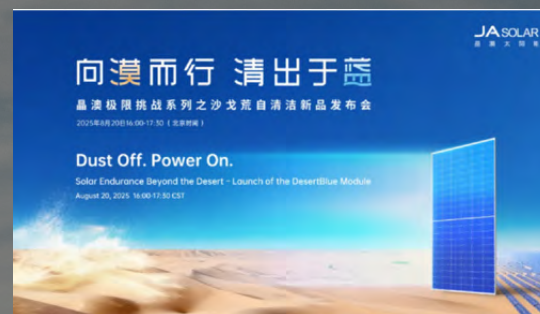 JA SOLAR
晶澳太阳能
向漠而行 清出于蓝
晶澳极限挑战系列之沙戈荒自清洁新品发布会
2025年8月20日16:00-17:30（北京时间）
Dust Off. Power On.
Solar Endurance Beyond the Desert - Launch of the DesertBlue Module
August 20, 2025 16:00-17:30 CST